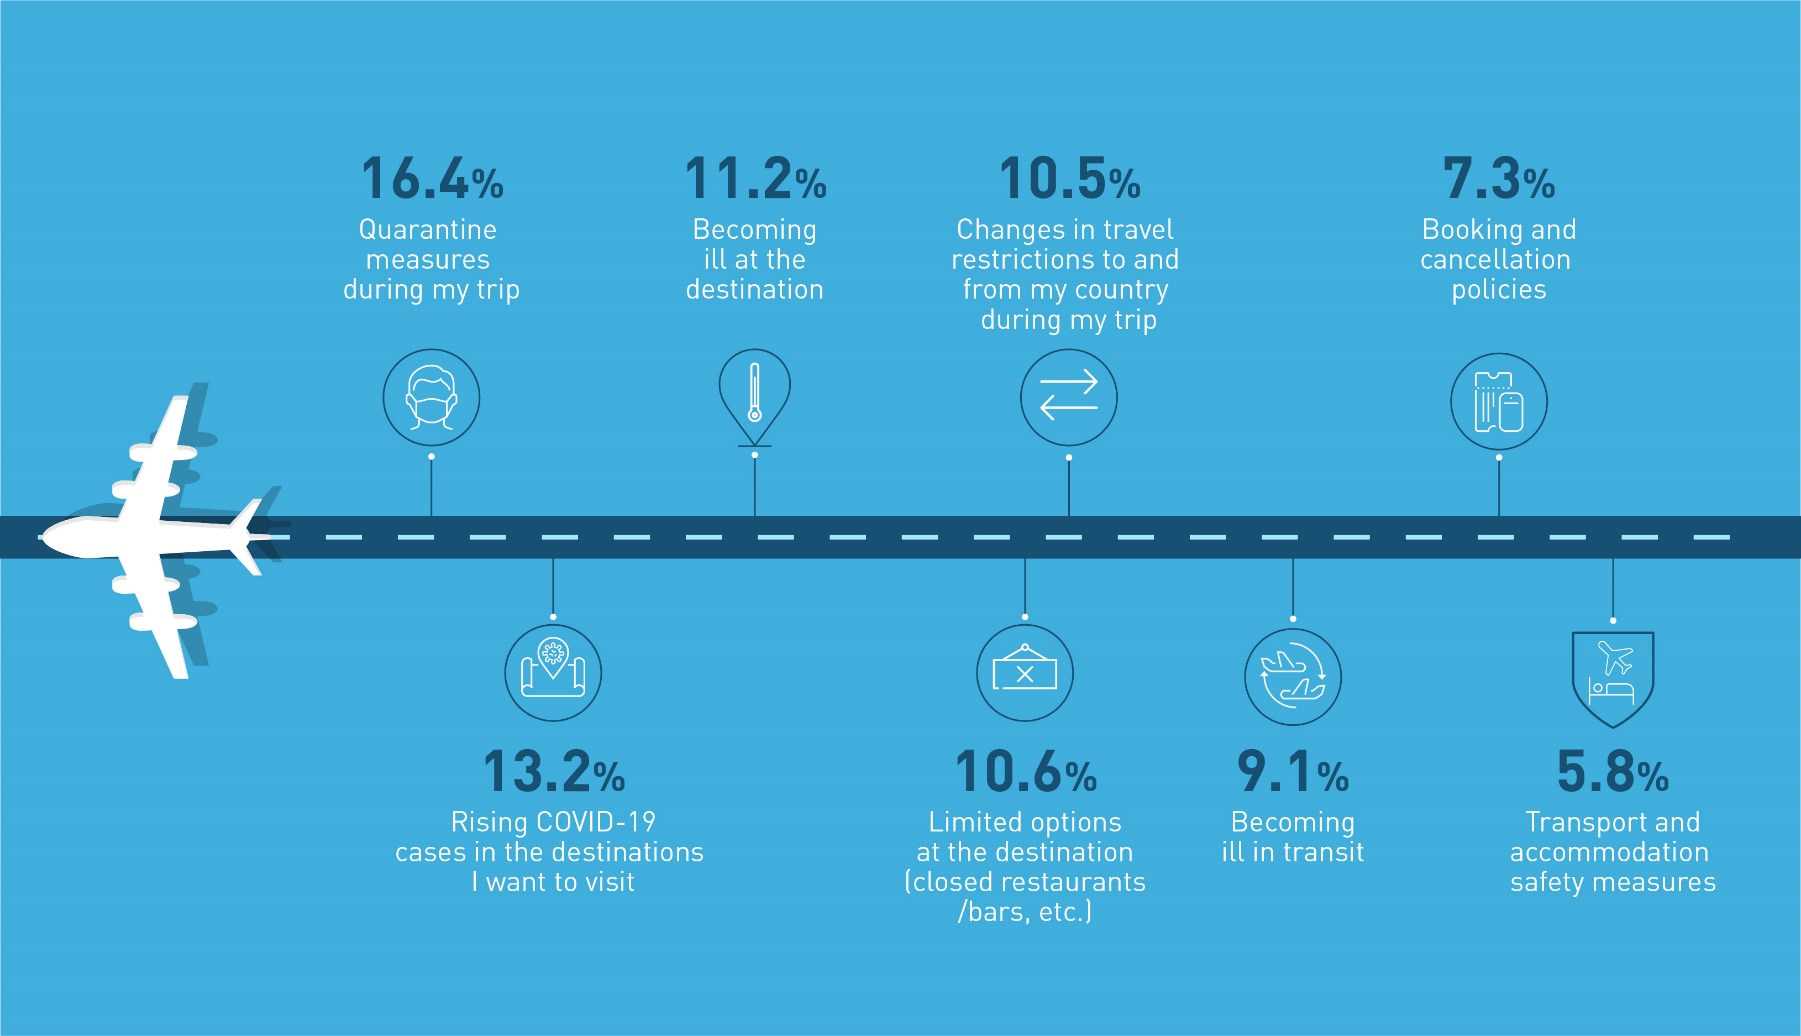 16.4%
Quarantine
measures
during my trip
11.2%
Becoming
ill at the
destination
10.5%
Changes in travel
restrictions to and
from my country
during my trip
7.3%
Booking and
cancellation
policies
13.2%
Rising COVID-19
cases in the destinations
I want to visit
10.6%
Limited options
at the destination
(closed restaurants
/bars, etc.)
9.1%
Becoming
ill in transit
5.8%
Transport and
accommodation
safety measures